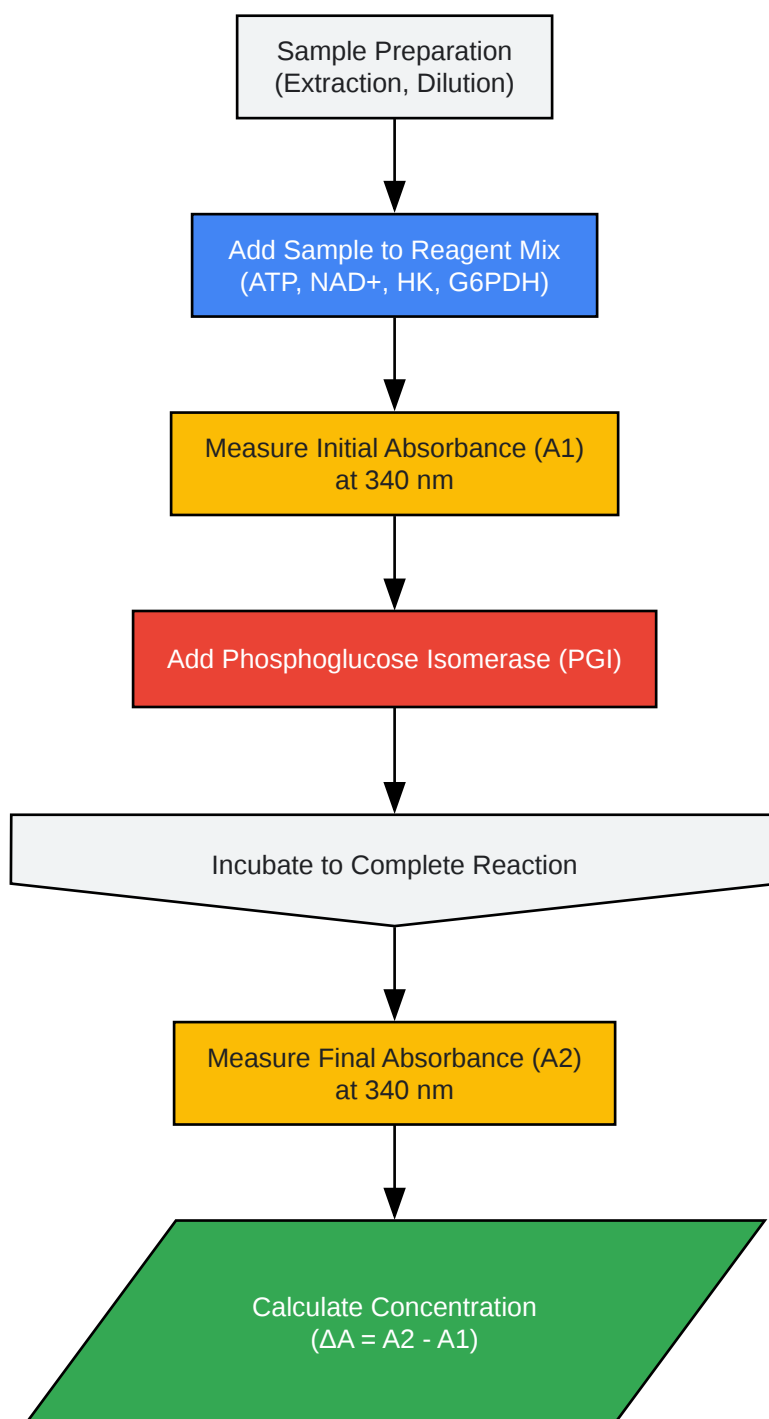 Sample Preparation
(Extraction, Dilution)
Add Sample to Reagent Mix
(ATP, NAD+, HK, G6PDH)
Measure Initial Absorbance (A1)
at 340 nm
Add Phosphoglucose Isomerase (PGI)
Incubate to Complete Reaction
Measure Final Absorbance (A2)
at 340 nm
Calculate Concentration
(ΔA = A2 - A1)